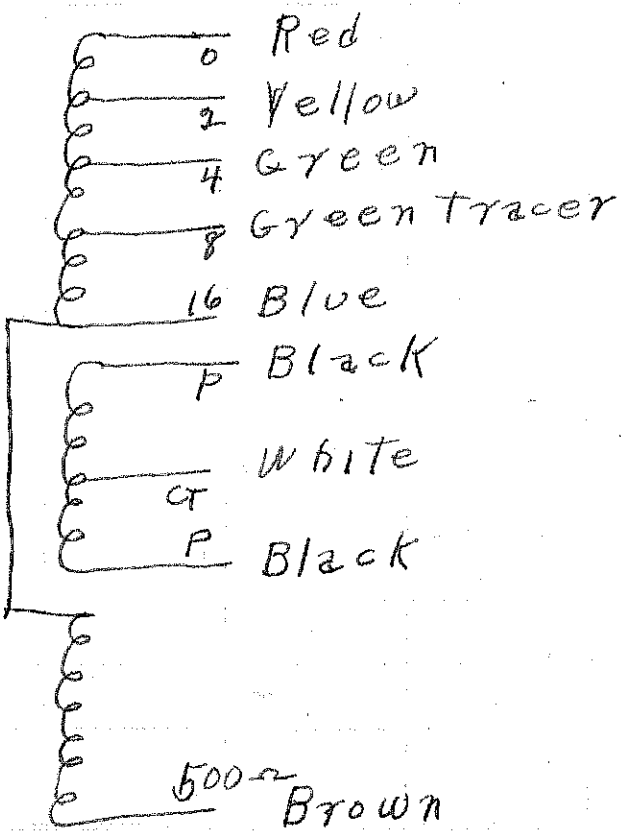 0 Red
2 Yellow
4 Green
8 Green tracer
16 Blue
P Black
CT White
P Black
500Ω Brown